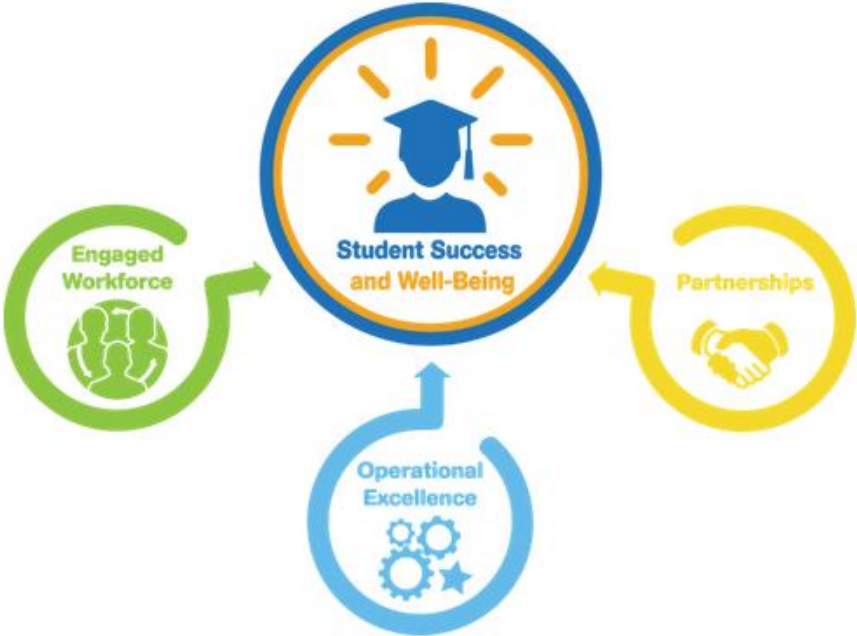 Student Success
and Well-Being
Engaged
Workforce
Partnerships
Operational
Excellence